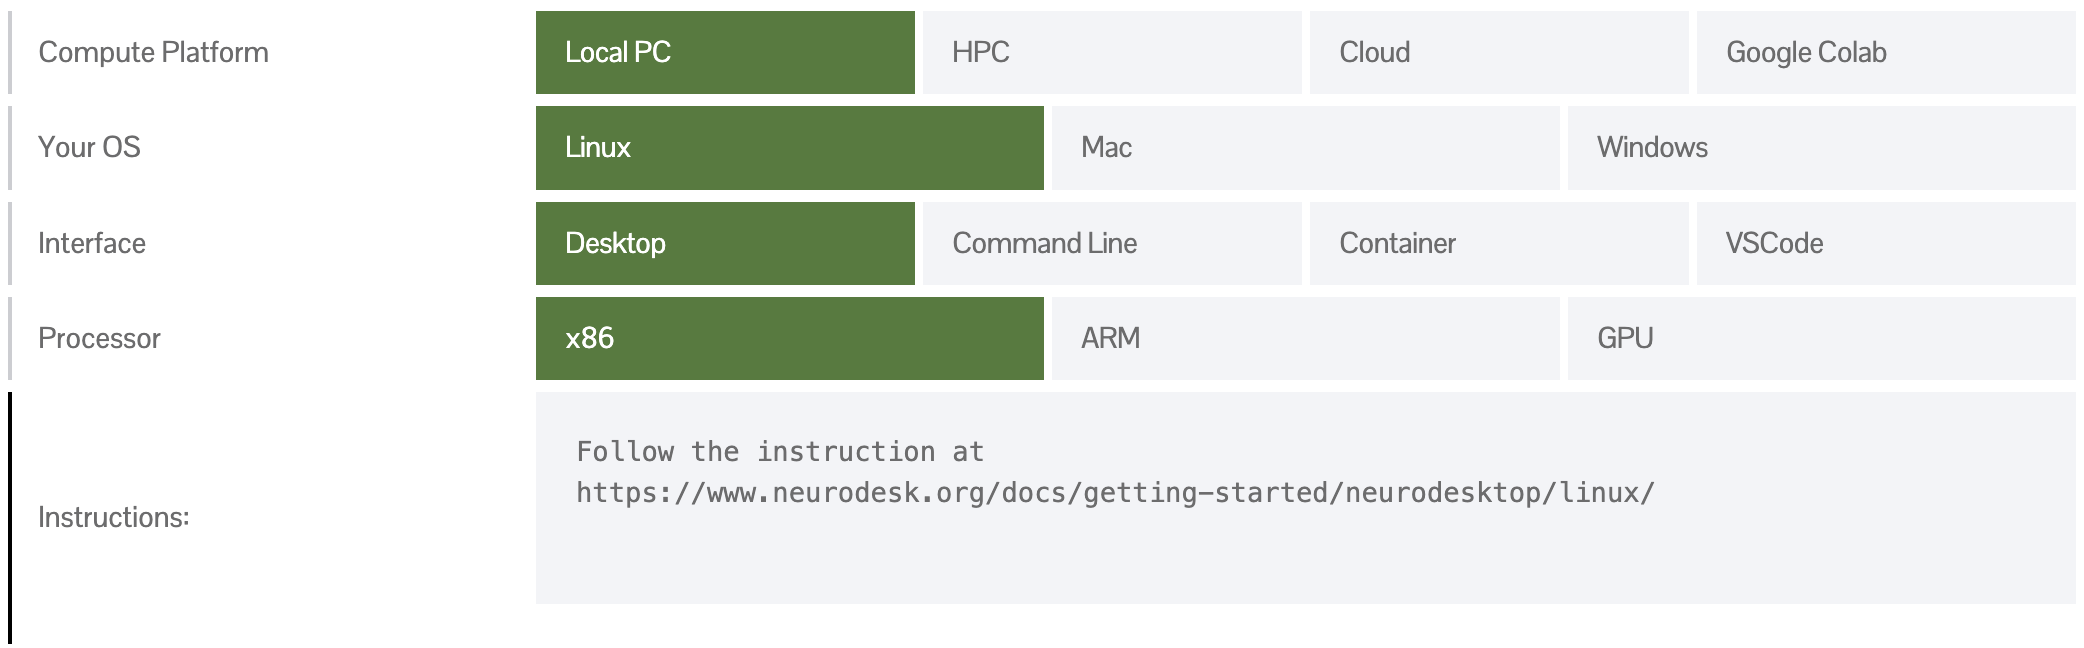 Compute Platform
Local PC
HPC
Cloud
Google Colab
Your OS
Linux
Mac
Windows
Interface
Desktop
Command Line
Container
VSCode
Processor
x86
ARM
GPU
Instructions:
Follow the instruction at
https://www.neurodesk.org/docs/getting-started/neurodesktop/linux/